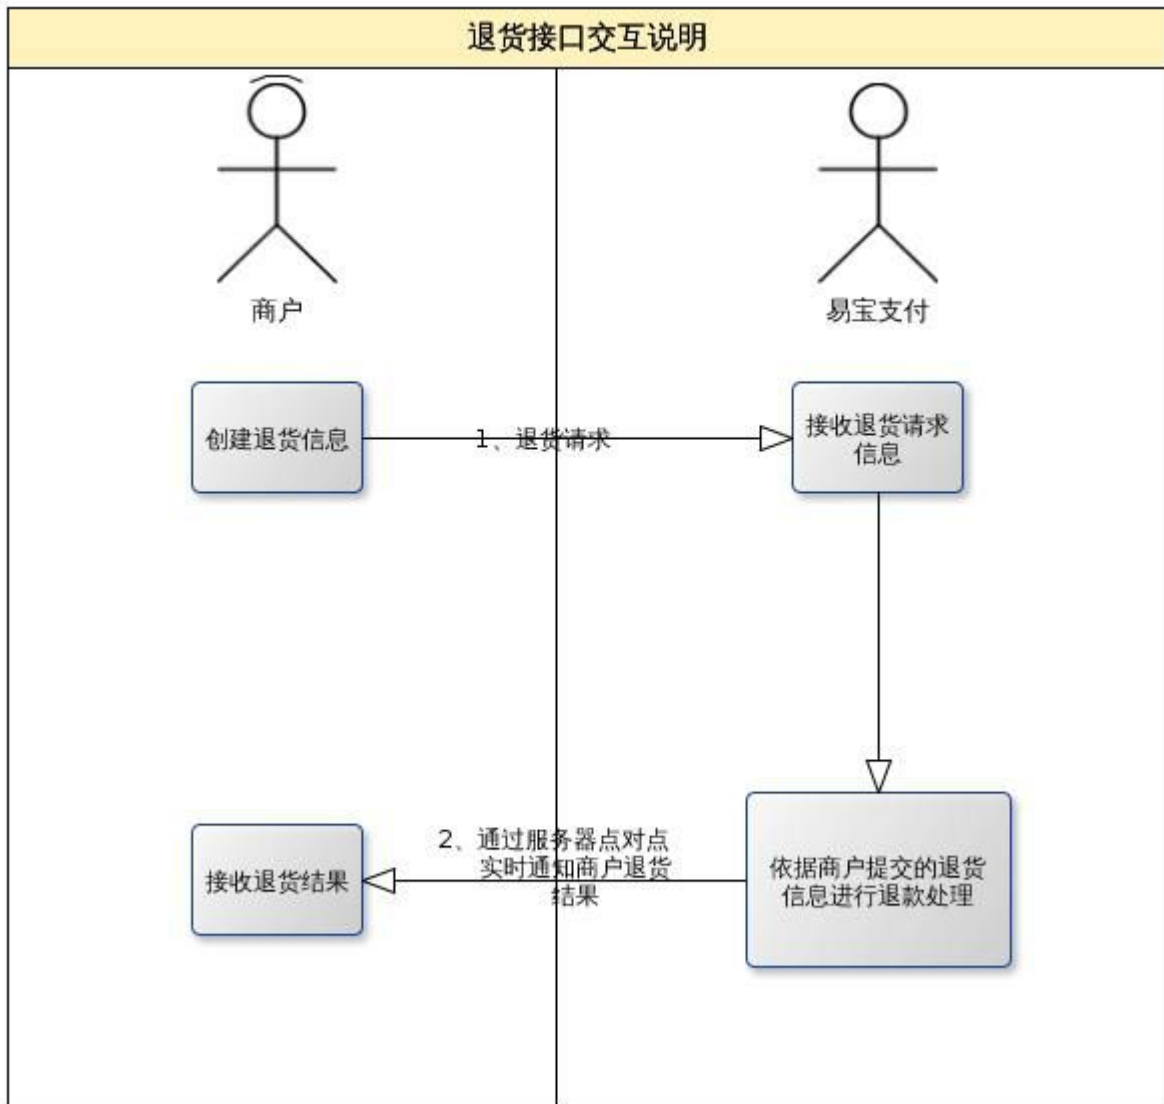 退货接口交互说明
商户
易宝支付
创建退货信息
1、退货请求
接收退货请求
信息
接收退货结果
2、通过服务器点对点
实时通知商户退货
结果
依据商户提交的退货
信息进行退款处理